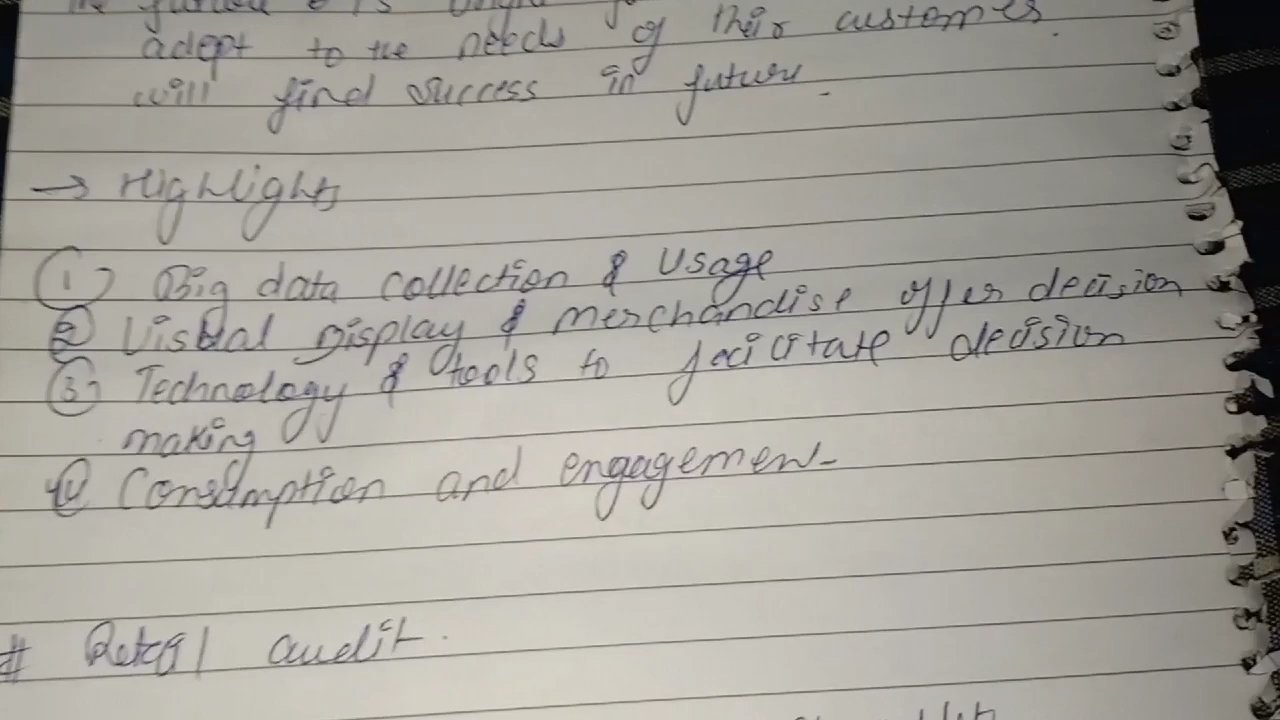 adept to the needs of their customers.
will find success in future.
→ Highlights
① Big data collection & Usage
② Visual Display & merchandise offer decision
③ Technology & tools to facilitate decision
making
④ Consumption and engagement
# Retail audit.